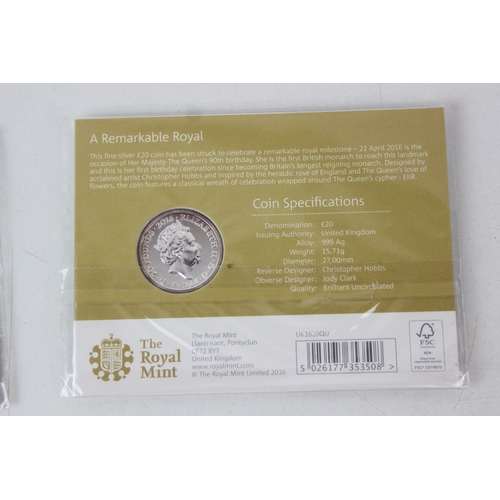 A Remarkable Royal
This fine silver £20 coin has been struck to celebrate a remarkable royal milestone – 21 April 2016 is the
occasion of Her Majesty The Queen's 90th birthday. She is the first British monarch to reach this landmark
and this is her first birthday celebration since becoming Britain's longest reigning monarch. Designed by
acclaimed artist Christopher Hobbs and inspired by the heraldic rose of England and The Queen's love of
flowers, the coin features a classical wreath of celebration wrapped around The Queen's cypher - EIIR.
Coin Specifications
Denomination: £20
Issuing Authority: United Kingdom
Alloy: 999 Ag
Weight: 15.71g
Diameter: 27.00mm
Reverse Designer: Christopher Hobbs
Obverse Designer: Jody Clark
Quality: Brilliant Uncirculated
ELIZABETH II
2016
The
Royal
Mint
The Royal Mint
Llantrisant, Pontyclun
CF72 8YT
United Kingdom
www.royalmint.com
© The Royal Mint Limited 2016
UK1620QU
5 026177 353508 >
FSC